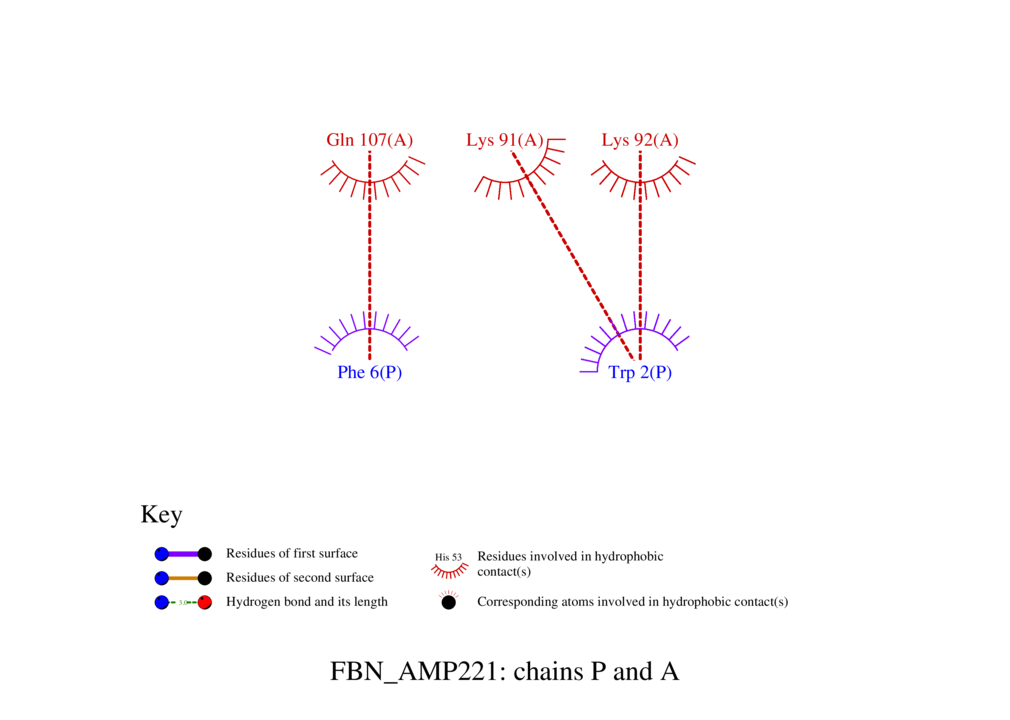 Gln 107(A) Lys 91(A) Lys 92(A)
Phe 6(P) Trp 2(P)
Key
Residues of first surface
Residues of second surface
3.0
Hydrogen bond and its length
His 53
Residues involved in hydrophobic
contact(s)
Corresponding atoms involved in hydrophobic contact(s)
FBN_AMP221: chains P and A